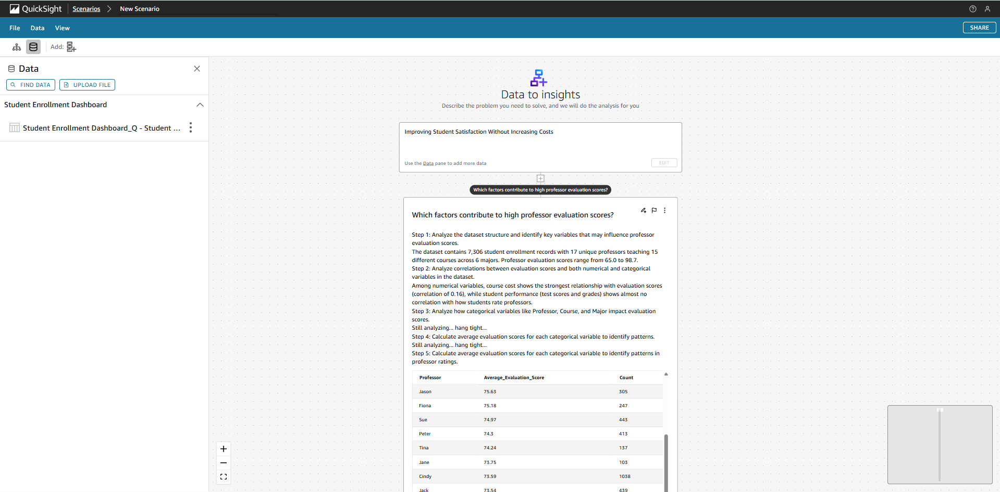 QuickSight
Scenarios
New Scenario
File
Data
View
SHARE
Add:
Data
FIND DATA
UPLOAD FILE
Student Enrollment Dashboard
Student Enrollment Dashboard_Q - Student ...
Data to insights
Describe the problem you need to solve, and we will do the analysis for you
Improving Student Satisfaction Without Increasing Costs
Use the Data pane to add more data
EDIT
Which factors contribute to high professor evaluation scores?
Which factors contribute to high professor evaluation scores?
Step 1: Analyze the dataset structure and identify key variables that may influence professor
evaluation scores.
The dataset contains 7,306 student enrollment records with 17 unique professors teaching 15
different courses across 6 majors. Professor evaluation scores range from 65.0 to 98.7.
Step 2: Analyze correlations between evaluation scores and both numerical and categorical
variables in the dataset.
Among numerical variables, course cost shows the strongest relationship with evaluation scores
(correlation of 0.16), while student performance (test scores and grades) shows almost no
correlation with how students rate professors.
Step 3: Analyze how categorical variables like Professor, Course, and Major impact evaluation
scores.
Still analyzing... hang tight...
Step 4: Calculate average evaluation scores for each categorical variable to identify patterns.
Still analyzing... hang tight...
Step 5: Calculate average evaluation scores for each categorical variable to identify patterns in
professor ratings.
Professor Average_Evaluation_Score Count
Jason 75.63 305
Fiona 75.18 247
Sue 74.97 443
Peter 74.3 413
Tina 74.24 137
Jane 73.75 103
Cindy 73.59 1038
Jack 73.54 439